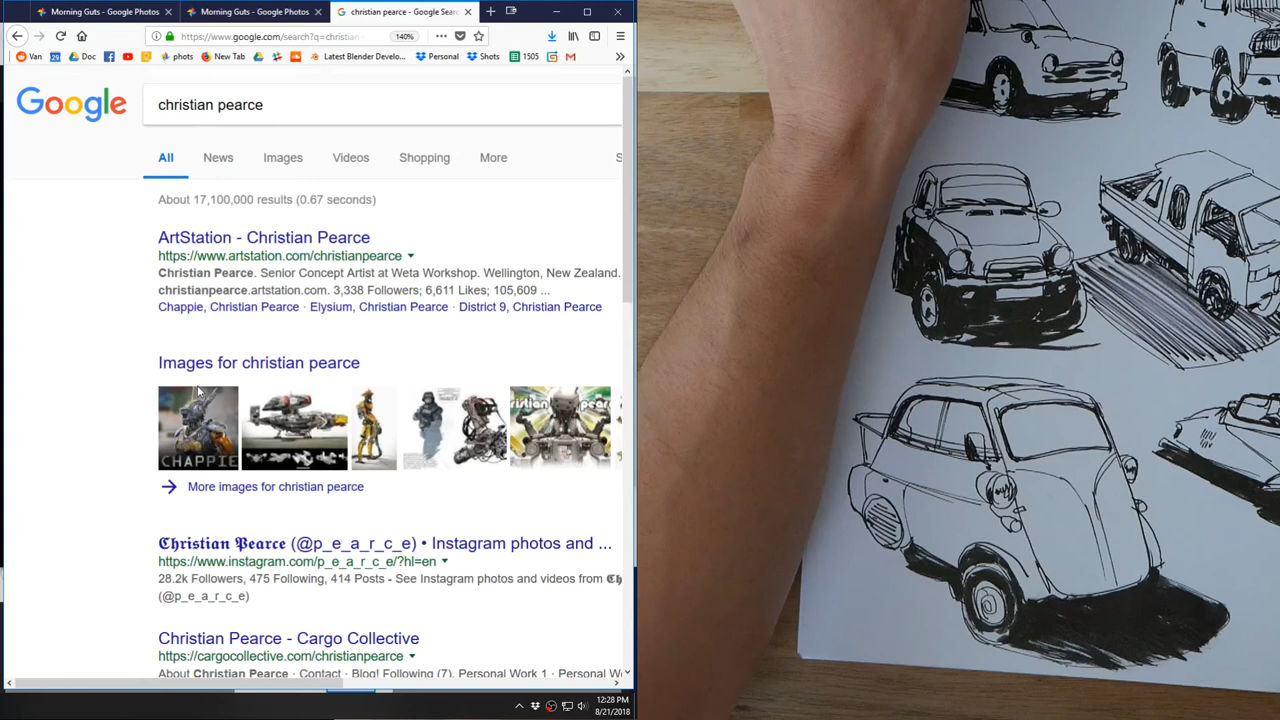 Morning Guts - Google Photos
Morning Guts - Google Photos
christian pearce - Google Sear
https://www.google.com/search?q=christian
140%
Van
29
Doc
phots
New Tab
Latest Blender Develo...
Personal
Shots
1505
Google
christian pearce
All
News
Images
Videos
Shopping
More
S
About 17,100,000 results (0.67 seconds)
ArtStation - Christian Pearce
https://www.artstation.com/christianpearce
Christian Pearce. Senior Concept Artist at Weta Workshop. Wellington, New Zealand.
christianpearce.artstation.com. 3,338 Followers; 6,611 Likes; 105,609 ...
Chappie, Christian Pearce · Elysium, Christian Pearce · District 9, Christian Pearce
Images for christian pearce
CHAPPIE
More images for christian pearce
𝕮𝖍𝖗𝖎𝖘𝖙𝖎𝖆𝖓 𝕻𝖊𝖆𝖗𝖈𝖊 (@p_e_a_r_c_e) • Instagram photos and ...
https://www.instagram.com/p_e_a_r_c_e/?hl=en
28.2k Followers, 475 Following, 414 Posts - See Instagram photos and videos from 𝕮𝖍
(@p_e_a_r_c_e)
Christian Pearce - Cargo Collective
https://cargocollective.com/christianpearce
About Christian Pearce · Contact · Blog! Following (7). Personal Work 1 · Personal W
12:28 PM
8/21/2018